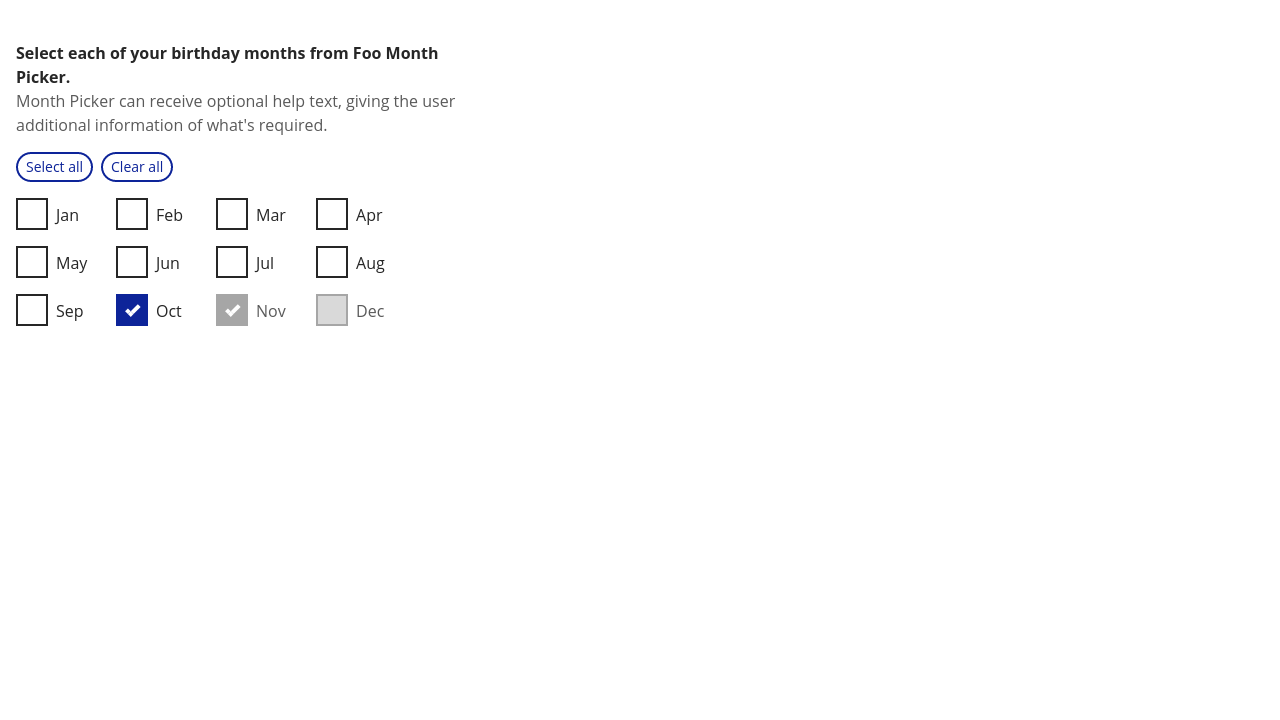 Select each of your birthday months from Foo Month
Picker.
Month Picker can receive optional help text, giving the user
additional information of what's required.
Select all Clear all
Jan Feb Mar Apr
May Jun Jul Aug
Sep Oct Nov Dec